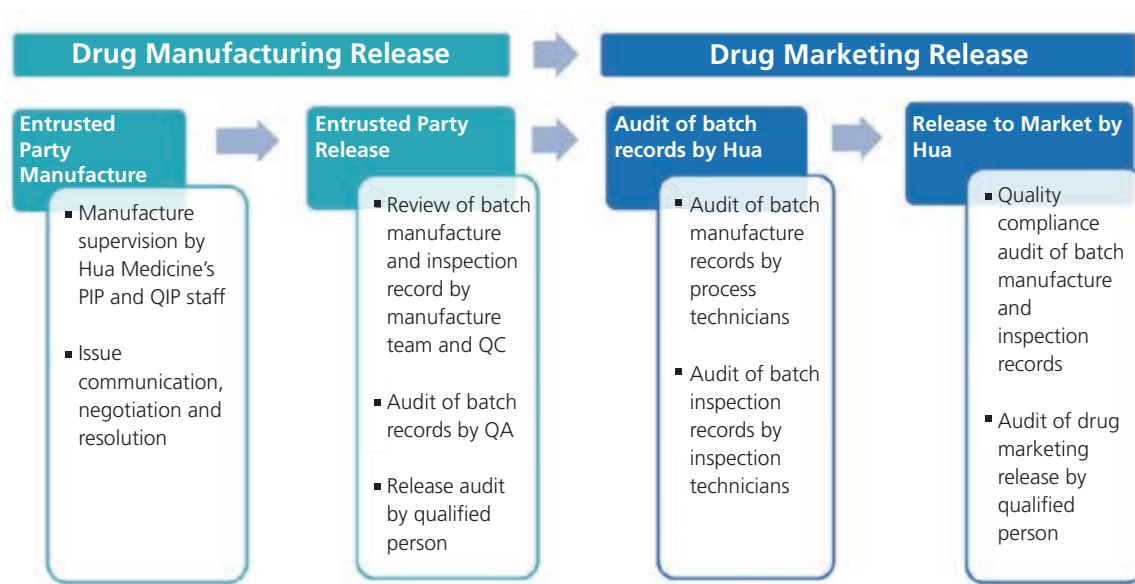 Drug Manufacturing Release
Drug Marketing Release
Entrusted
Party
Manufacture
▪ Manufacture
supervision by
Hua Medicine’s
PIP and QIP staff
▪ Issue
communication,
negotiation and
resolution
Entrusted Party
Release
▪ Review of batch
manufacture
and inspection
record by
manufacture
team and QC
▪ Audit of batch
records by QA
▪ Release audit
by qualified
person
Audit of batch
records by Hua
▪ Audit of batch
manufacture
records by
process
technicians
▪ Audit of batch
inspection
records by
inspection
technicians
Release to Market by
Hua
▪ Quality
compliance
audit of batch
manufacture
and
inspection
records
▪ Audit of drug
marketing
release by
qualified
person